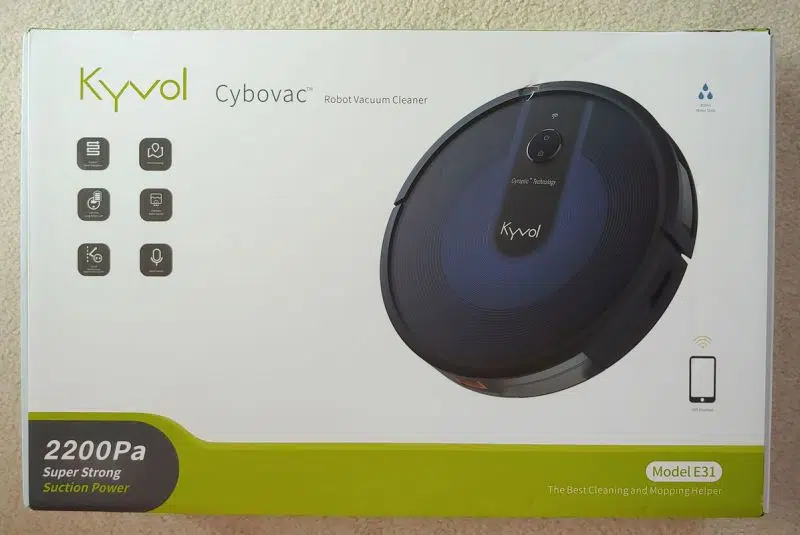 Kyvol
Cybovac™
Robot Vacuum Cleaner
Gyroptic™ Technology
Kyvol
2200Pa
Super Strong
Suction Power
Model E31
The Best Cleaning and Mopping Helper